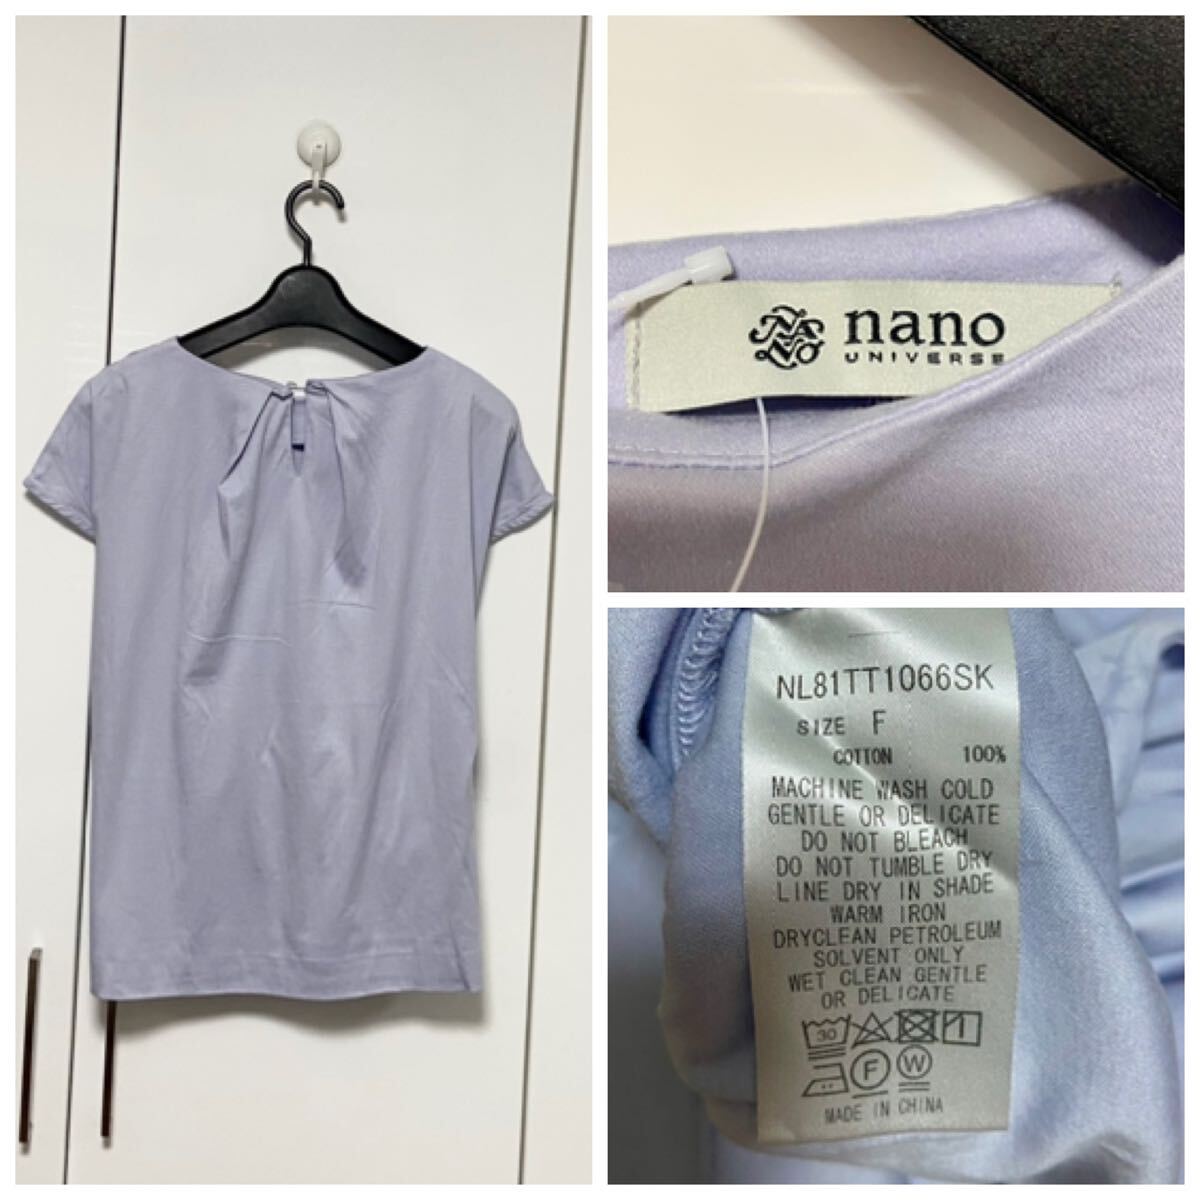 nano
UNIVERSE
NL81TT1066SK
SIZE F
COTTON 100%
MACHINE WASH COLD
GENTLE OR DELICATE
DO NOT BLEACH
DO NOT TUMBLE DRY
LINE DRY IN SHADE
WARM IRON
DRYCLEAN PETROLEUM
SOLVENT ONLY
WET CLEAN GENTLE
OR DELICATE
30
F W
MADE IN CHINA